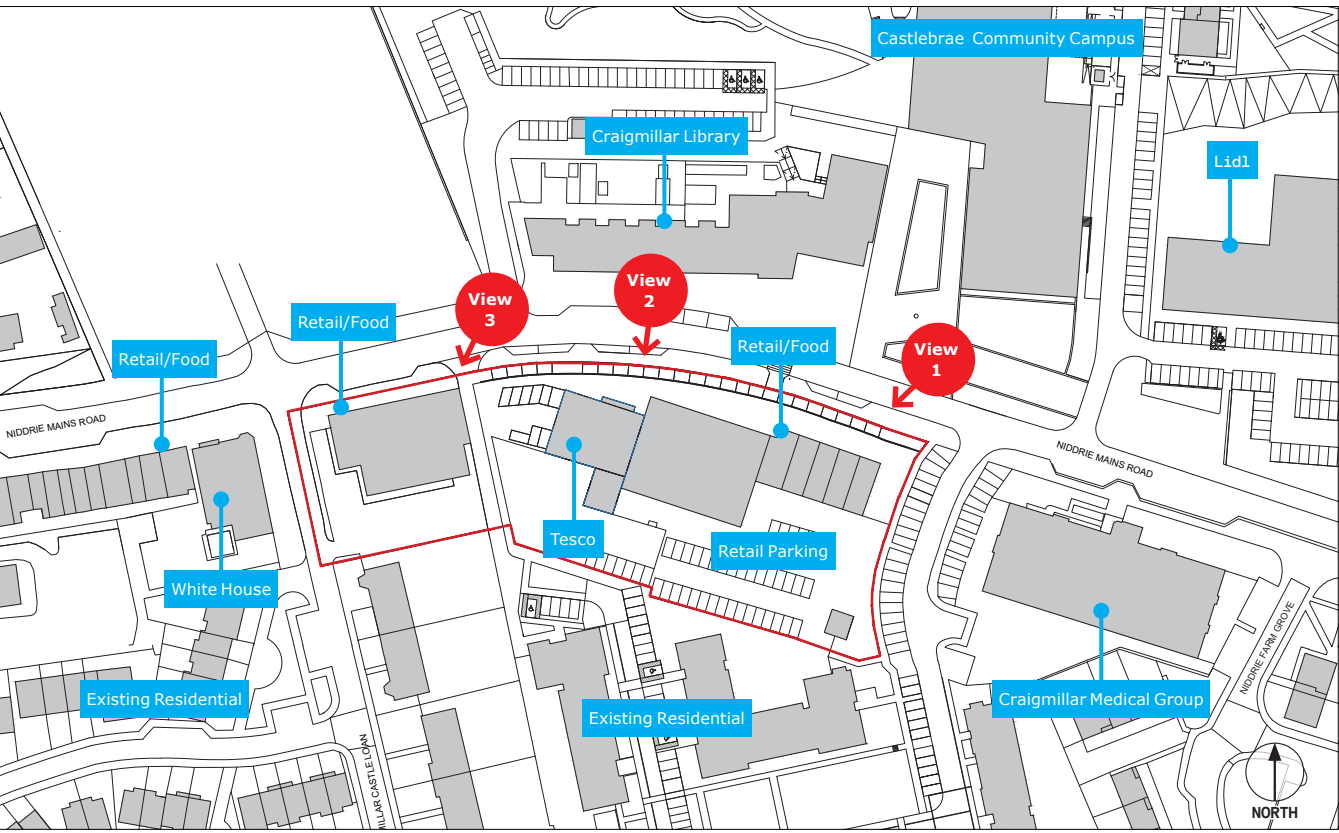 Castlebrae Community Campus
Craigmillar Library
Lidl
View
3
View
2
View
1
Retail/Food
Retail/Food
Retail/Food
NIDDRIE MAINS ROAD
NIDDRIE MAINS ROAD
Tesco
Retail Parking
White House
Existing Residential
Existing Residential
Craigmillar Medical Group
NIDDRIE FARM GROVE
MILLAR CASTLE LOAN
NORTH